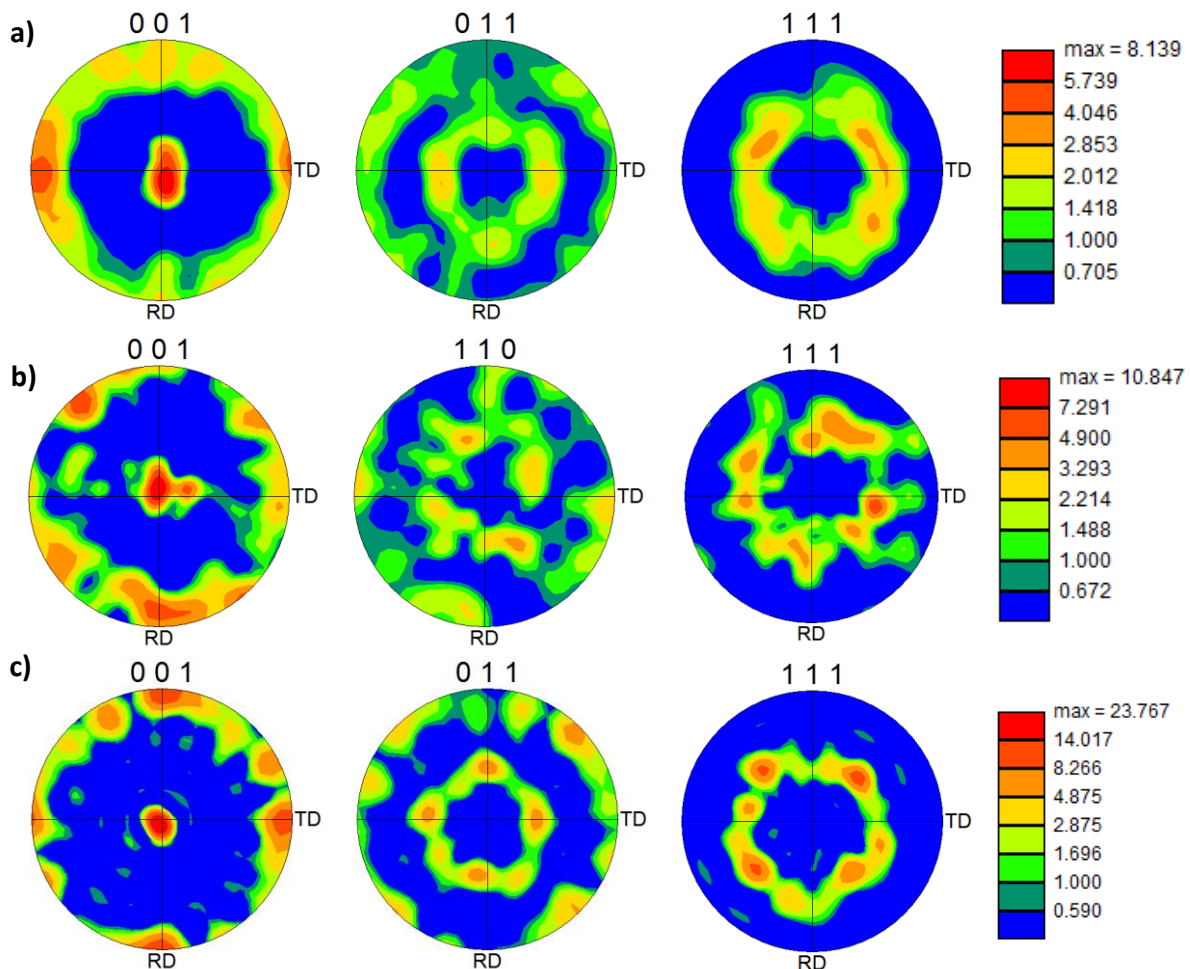 a)
0 0 1
0 1 1
1 1 1
TD
TD
TD
RD
RD
RD
max = 8.139
5.739
4.046
2.853
2.012
1.418
1.000
0.705
b)
0 0 1
1 1 0
1 1 1
TD
TD
TD
RD
RD
RD
max = 10.847
7.291
4.900
3.293
2.214
1.488
1.000
0.672
c)
0 0 1
0 1 1
1 1 1
TD
TD
TD
RD
RD
RD
max = 23.767
14.017
8.266
4.875
2.875
1.696
1.000
0.590